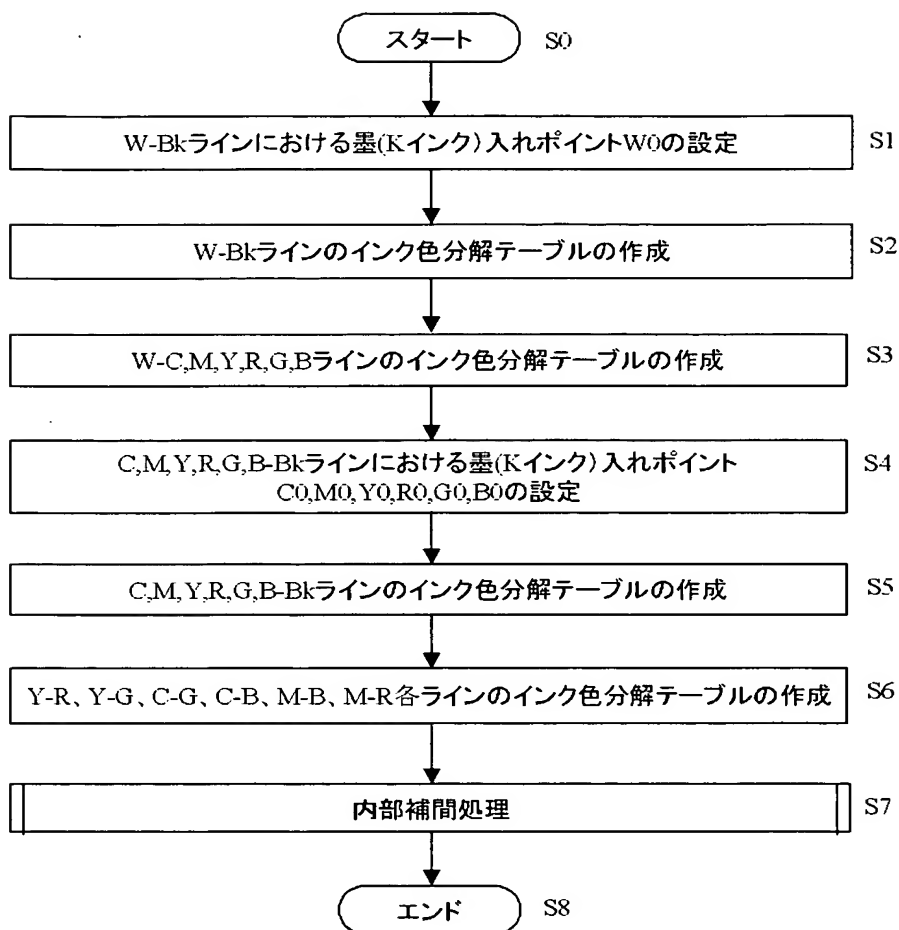 スタート S0
W-Bkラインにおける墨(Kインク)入れポイントW0の設定 S1
W-Bkラインのインク色分解テーブルの作成 S2
W-C,M,Y,R,G,Bラインのインク色分解テーブルの作成 S3
C,M,Y,R,G,B-Bkラインにおける墨(Kインク)入れポイント
C0,M0,Y0,R0,G0,B0の設定 S4
C,M,Y,R,G,B-Bkラインのインク色分解テーブルの作成 S5
Y-R、Y-G、C-G、C-B、M-B、M-R各ラインのインク色分解テーブルの作成 S6
内部補間処理 S7
エンド S8